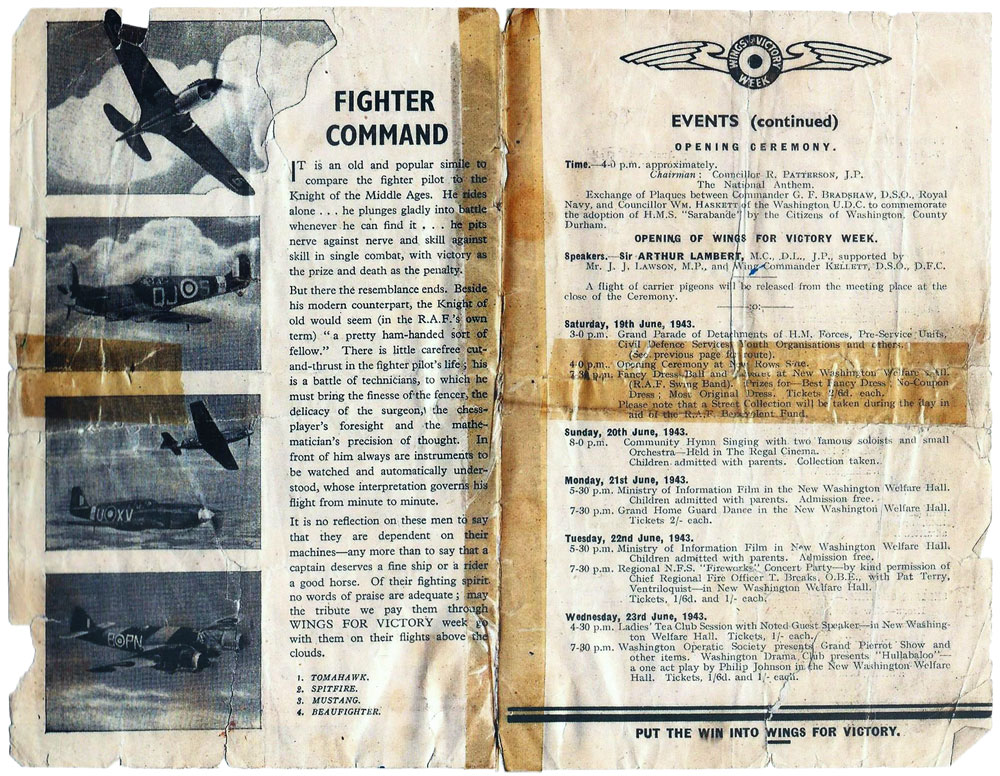 FIGHTER
COMMAND
IT is an old and popular simile to
compare the fighter pilot to the
Knight of the Middle Ages. He rides
alone . . . he plunges gladly into battle
whenever he can find it . . . he pits
nerve against nerve and skill against
skill in single combat, with victory as
the prize and death as the penalty.
But there the resemblance ends. Beside
his modern counterpart, the Knight of
old would seem (in the R.A.F.'s own
term) "a pretty ham-handed sort of
fellow." There is little carefree cut-
and-thrust in the fighter pilot's life; his
is a battle of technicians, to which he
must bring the finesse of the fencer, the
delicacy of the surgeon, the chess-
player's foresight and the mathe-
matician's precision of thought. In
front of him always are instruments to
be watched and automatically under-
stood, whose interpretation governs his
flight from minute to minute.
It is no reflection on these men to say
that they are dependent on their
machines—any more than to say that a
captain deserves a fine ship or a rider
a good horse. Of their fighting spirit
no words of praise are adequate; may
the tribute we pay them through
WINGS FOR VICTORY week go
with them on their flights above the
clouds.
1. TOMAHAWK.
2. SPITFIRE.
3. MUSTANG.
4. BEAUFIGHTER.
QJ S
U XV
B PN
WINGS FOR VICTORY
WEEK
EVENTS (continued)
OPENING CEREMONY.
Time.—4-0 p.m. approximately.
Chairman: Councillor R. PATTERSON, J.P.
The National Anthem.
Exchange of Plaques between Commander G. F. BRADSHAW, D.S.O., Royal
Navy, and Councillor WM. HASKETT of the Washington U.D.C. to commemorate
the adoption of H.M.S. "Sarabande" by the Citizens of Washington, County
Durham.
OPENING OF WINGS FOR VICTORY WEEK.
Speakers.—Sir ARTHUR LAMBERT, M.C., D.L., J.P., supported by
Mr. J. J. LAWSON, M.P., and Wing-Commander KELLETT, D.S.O., D.F.C.
A flight of carrier pigeons will be released from the meeting place at the
close of the Ceremony.
—:o:—
Saturday, 19th June, 1943.
3-0 p.m. Grand Parade of Detachments of H.M. Forces, Pre-Service Units,
Civil Defence Services, Youth Organisations and others.
(See previous page for route).
4-0 p.m. Opening Ceremony at New Rows Site.
7-30 p.m. Fancy Dress Ball and at New Washington Welfare Hall.
(R.A.F. Swing Band). Prizes for—Best Fancy Dress; No-Coupon
Dress; Most Original Dress. Tickets 2/6d. each.
Please note that a Street Collection will be taken during the day in
aid of the R.A.F. Benevolent Fund.
Sunday, 20th June, 1943.
8-0 p.m. Community Hymn Singing with two famous soloists and small
Orchestra—Held in The Regal Cinema.
Children admitted with parents. Collection taken.
Monday, 21st June, 1943.
5-30 p.m. Ministry of Information Film in the New Washington Welfare Hall.
Children admitted with parents. Admission free.
7-30 p.m. Grand Home Guard Dance in the New Washington Welfare Hall.
Tickets 2/- each.
Tuesday, 22nd June, 1943.
5-30 p.m. Ministry of Information Film in New Washington Welfare Hall.
Children admitted with parents. Admission free.
7-30 p.m. Regional N.F.S. "Fireworks" Concert Party—by kind permission of
Chief Regional Fire Officer T. Breaks, O.B.E., with Pat Terry,
Ventriloquist—in New Washington Welfare Hall.
Tickets, 1/6d. and 1/- each.
Wednesday, 23rd June, 1943.
4-30 p.m. Ladies' Tea Club Session with Noted Guest Speaker—in New Washing-
ton Welfare Hall. Tickets, 1/- each.
7-30 p.m. Washington Operatic Society presents Grand Pierrot Show and
other items. Washington Drama Club presents "Hullabaloo"—
a one act play by Philip Johnson in the New Washington Welfare
Hall. Tickets, 1/6d. and 1/- each.
PUT THE WIN INTO WINGS FOR VICTORY.